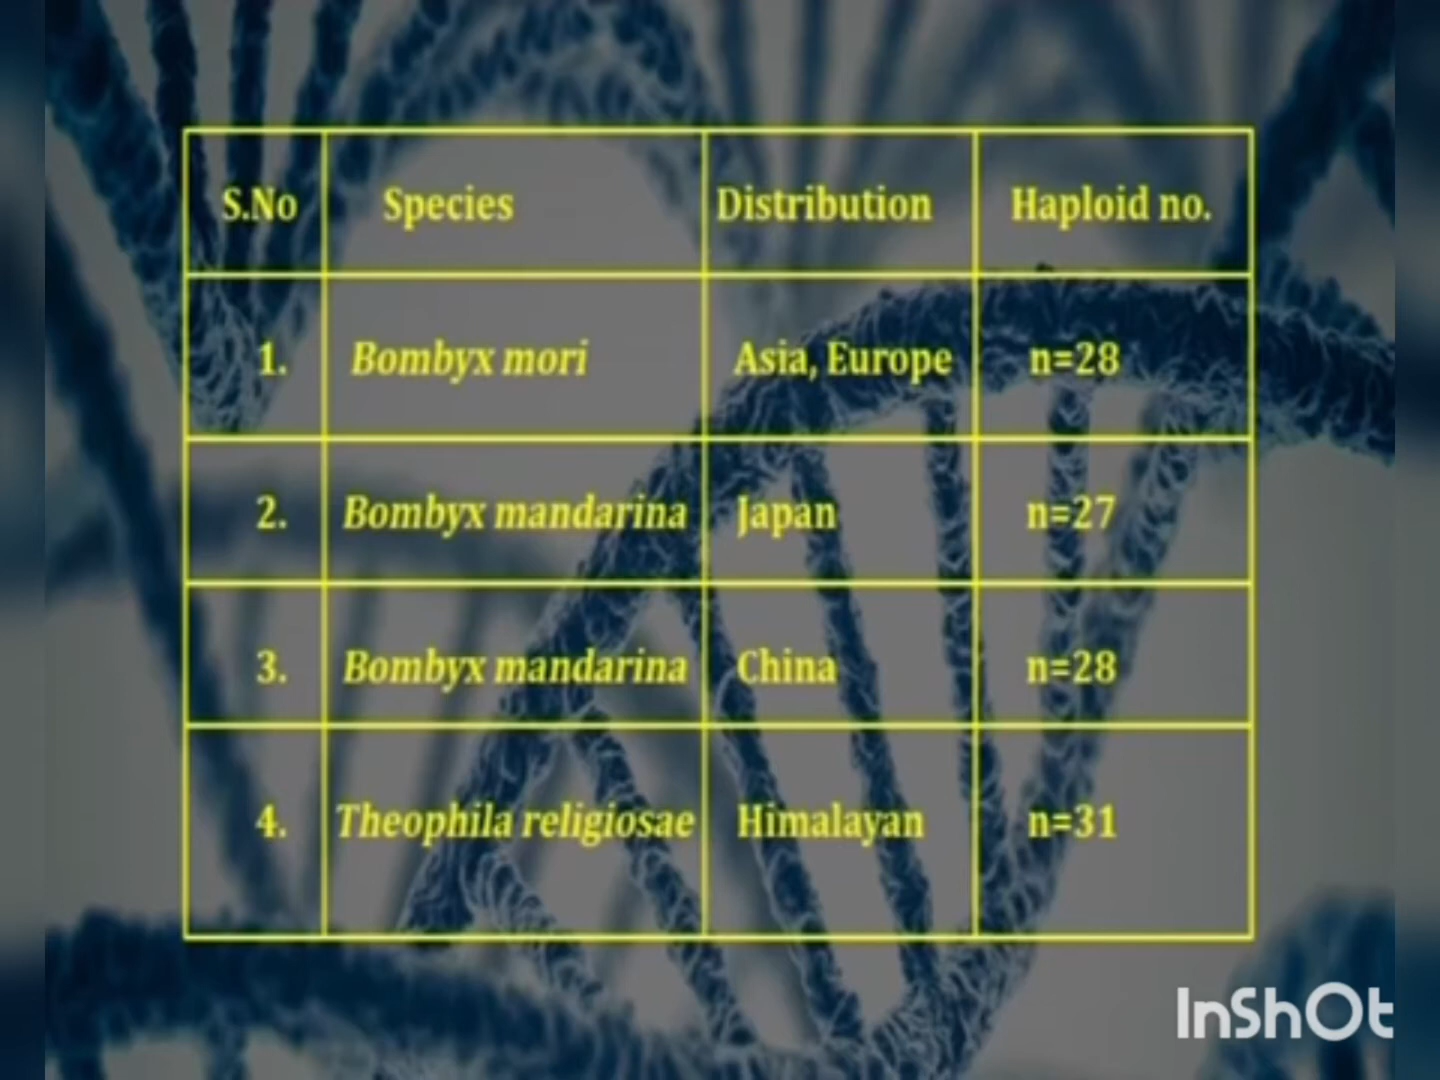 S.No Species Distribution Haploid no.
1. Bombyx mori Asia, Europe n=28
2. Bombyx mandarina Japan n=27
3. Bombyx mandarina China n=28
4. Theophila religiosae Himalayan n=31
InShOt